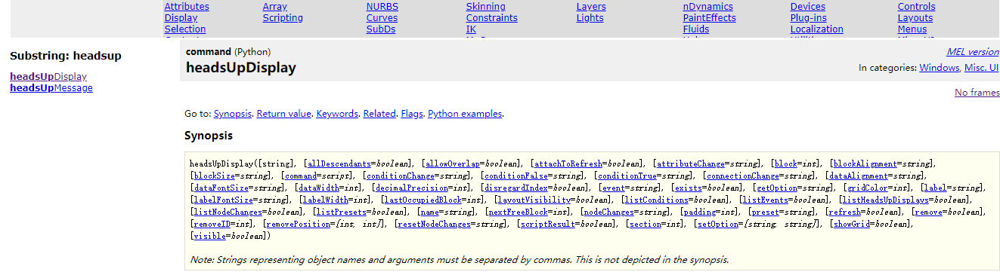 Attributes Array NURBS Skinning Layers nDynamics Devices Controls
Display Scripting Curves Constraints Lights PaintEffects Plug-ins Layouts
Selection SubDs IK Fluids Localization Menus
Substring: headsup
headsUpDisplay
headsUpMessage
command (Python)
MEL version
headsUpDisplay
In categories: Windows, Misc. UI
No frames
Go to: Synopsis. Return value. Keywords. Related. Flags. Python examples.
Synopsis
headsUpDisplay([string], [allDescendants=boolean], [allowOverlap=boolean], [attachToRefresh=boolean], [attributeChange=string], [block=int], [blockAlignment=string],
[blockSize=string], [command=script], [conditionChange=string], [conditionFalse=string], [conditionTrue=string], [connectionChange=string], [dataAlignment=string],
[dataFontSize=string], [dataWidth=int], [decimalPrecision=int], [disregardIndex=boolean], [event=string], [exists=boolean], [getOption=string], [gridColor=int], [label=string],
[labelFontSize=string], [labelWidth=int], [lastOccupiedBlock=int], [layoutVisibility=boolean], [listConditions=boolean], [listEvents=boolean], [listHeadsUpDisplays=boolean],
[listNodeChanges=boolean], [listPresets=boolean], [name=string], [nextFreeBlock=int], [nodeChanges=string], [padding=int], [preset=string], [refresh=boolean], [remove=boolean],
[removeID=int], [removePosition=[int, int]], [resetNodeChanges=string], [scriptResult=boolean], [section=int], [setOption=[string, string]], [showGrid=boolean],
[visible=boolean])
Note: Strings representing object names and arguments must be separated by commas. This is not depicted in the synopsis.